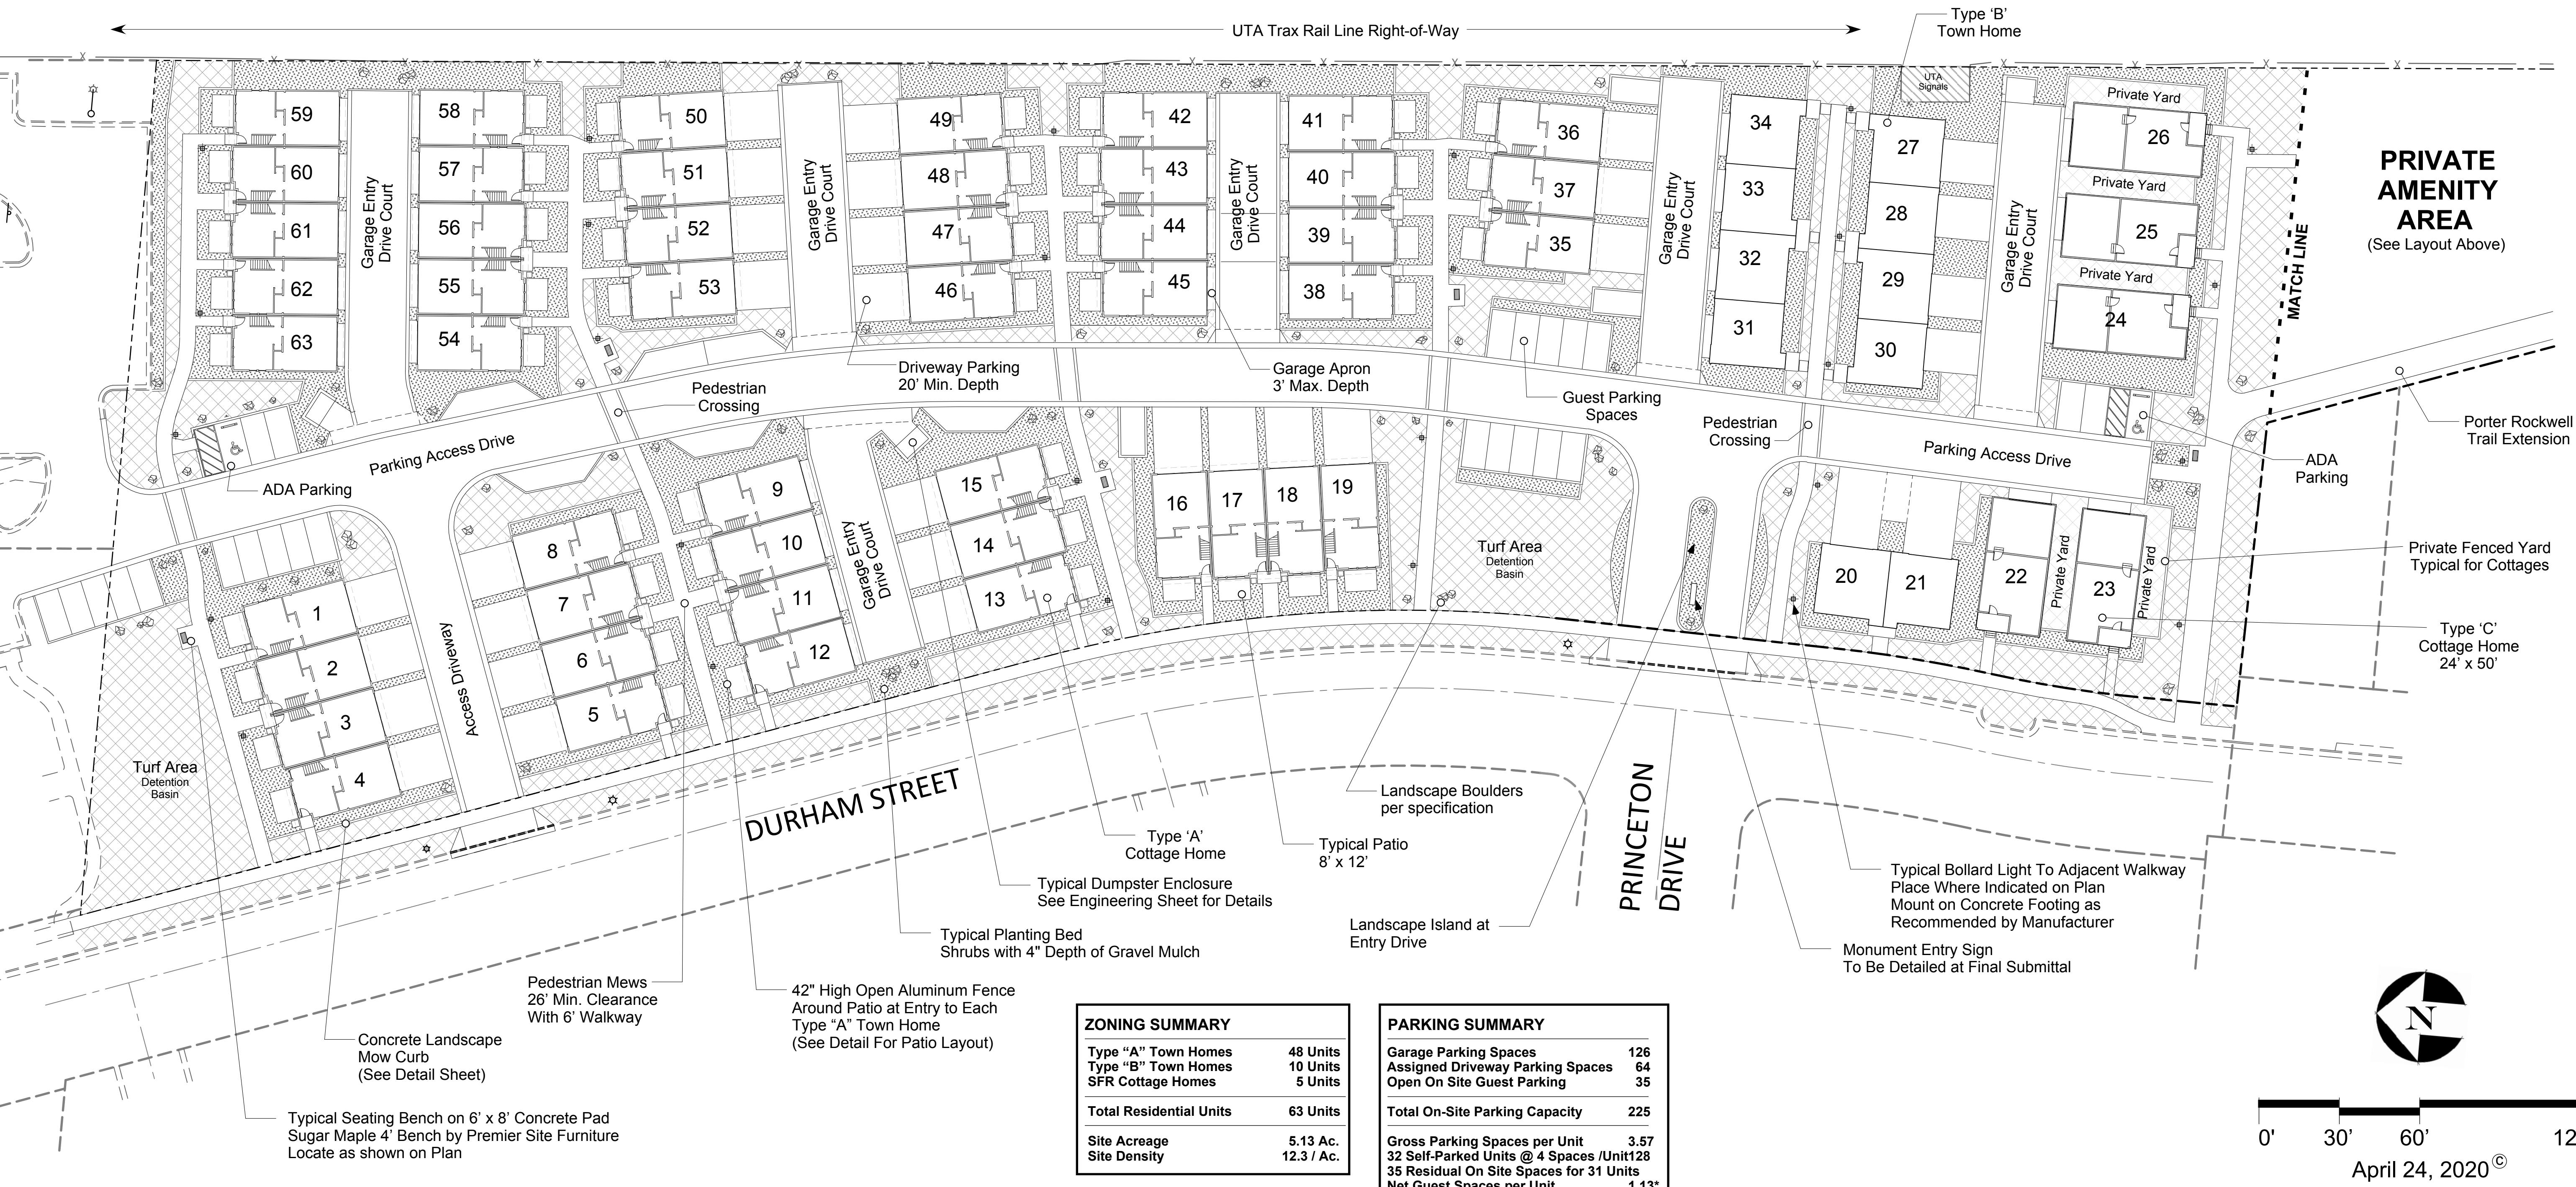 UTA Trax Rail Line Right-of-Way
Type ‘B’
Town Home
UTA
Signals
59
58
50
49
42
41
36
34
27
26
Private Yard
60
57
51
48
43
40
37
33
28
25
Private Yard
61
56
52
47
44
39
35
32
29
24
Private Yard
62
55
53
46
45
38
31
30
63
54
Garage Entry
Drive Court
Garage Entry
Drive Court
Garage Entry
Drive Court
Garage Entry
Drive Court
Garage Entry
Drive Court
PRIVATE
AMENITY
AREA
(See Layout Above)
MATCH LINE
Driveway Parking
20’ Min. Depth
Garage Apron
3’ Max. Depth
Pedestrian
Crossing
Guest Parking
Spaces
Pedestrian
Crossing
Parking Access Drive
Parking Access Drive
ADA Parking
ADA
Parking
Porter Rockwell
Trail Extension
Private Fenced Yard
Typical for Cottages
Type ‘C’
Cottage Home
24’ x 50’
1
2
3
4
Access Driveway
8
7
6
5
9
10
11
12
Garage Entry
Drive Court
15
14
13
16
17
18
19
Turf Area
Detention
Basin
20
21
22
Private Yard
23
Private Yard
Turf Area
Detention
Basin
DURHAM STREET
PRINCETON
DRIVE
Landscape Boulders
per specification
Type ‘A’
Cottage Home
Typical Patio
8’ x 12’
Typical Dumpster Enclosure
See Engineering Sheet for Details
Typical Planting Bed
Shrubs with 4" Depth of Gravel Mulch
Landscape Island at
Entry Drive
Typical Bollard Light To Adjacent Walkway
Place Where Indicated on Plan
Mount on Concrete Footing as
Recommended by Manufacturer
Monument Entry Sign
To Be Detailed at Final Submittal
Pedestrian Mews
26’ Min. Clearance
With 6’ Walkway
42" High Open Aluminum Fence
Around Patio at Entry to Each
Type “A” Town Home
(See Detail For Patio Layout)
Concrete Landscape
Mow Curb
(See Detail Sheet)
Typical Seating Bench on 6’ x 8’ Concrete Pad
Sugar Maple 4’ Bench by Premier Site Furniture
Locate as shown on Plan
ZONING SUMMARY
Type “A” Town Homes 48 Units
Type “B” Town Homes 10 Units
SFR Cottage Homes 5 Units
Total Residential Units 63 Units
Site Acreage 5.13 Ac.
Site Density 12.3 / Ac.
PARKING SUMMARY
Garage Parking Spaces 126
Assigned Driveway Parking Spaces 64
Open On Site Guest Parking 35
Total On-Site Parking Capacity 225
Gross Parking Spaces per Unit 3.57
32 Self-Parked Units @ 4 Spaces /Unit128
35 Residual On Site Spaces for 31 Units
Net Guest Spaces per Unit 1.13*
N
0' 30’ 60’ 12
April 24, 2020©